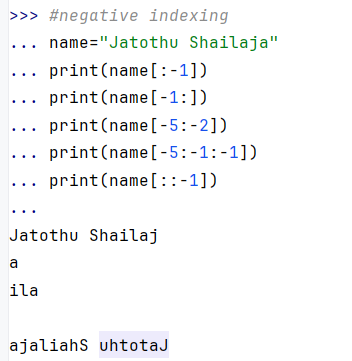 >>> #negative indexing
... name="Jatothu Shailaja"
... print(name[:-1])
... print(name[-1:])
... print(name[-5:-2])
... print(name[-5:-1:-1])
... print(name[::-1])
...
Jatothu Shailaj
a
ila

ajaliahS uhtotaJ